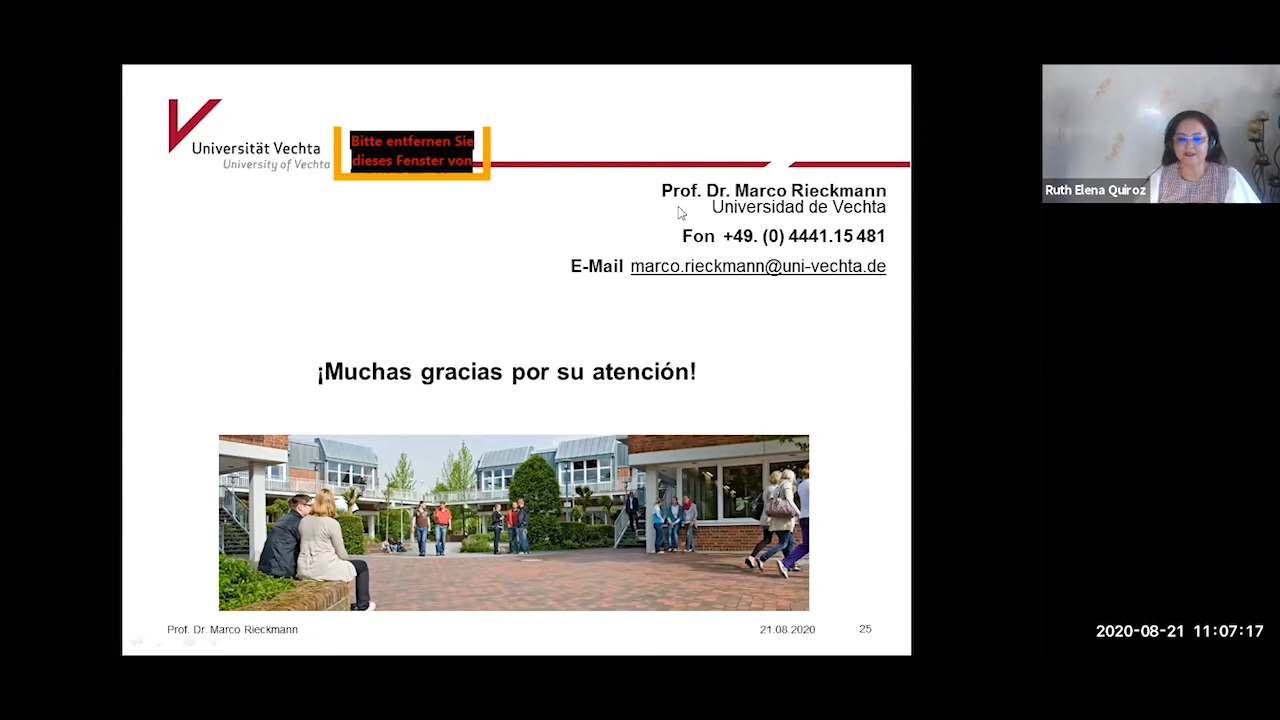 Universität Vechta
University of Vechta
Bitte entfernen Sie
dieses Fenster von
Prof. Dr. Marco Rieckmann
Universidad de Vechta
Fon +49. (0) 4441.15 481
E-Mail marco.rieckmann@uni-vechta.de
Ruth Elena Quiroz
¡Muchas gracias por su atención!
Prof. Dr. Marco Rieckmann
21.08.2020
25
2020-08-21 11:07:17